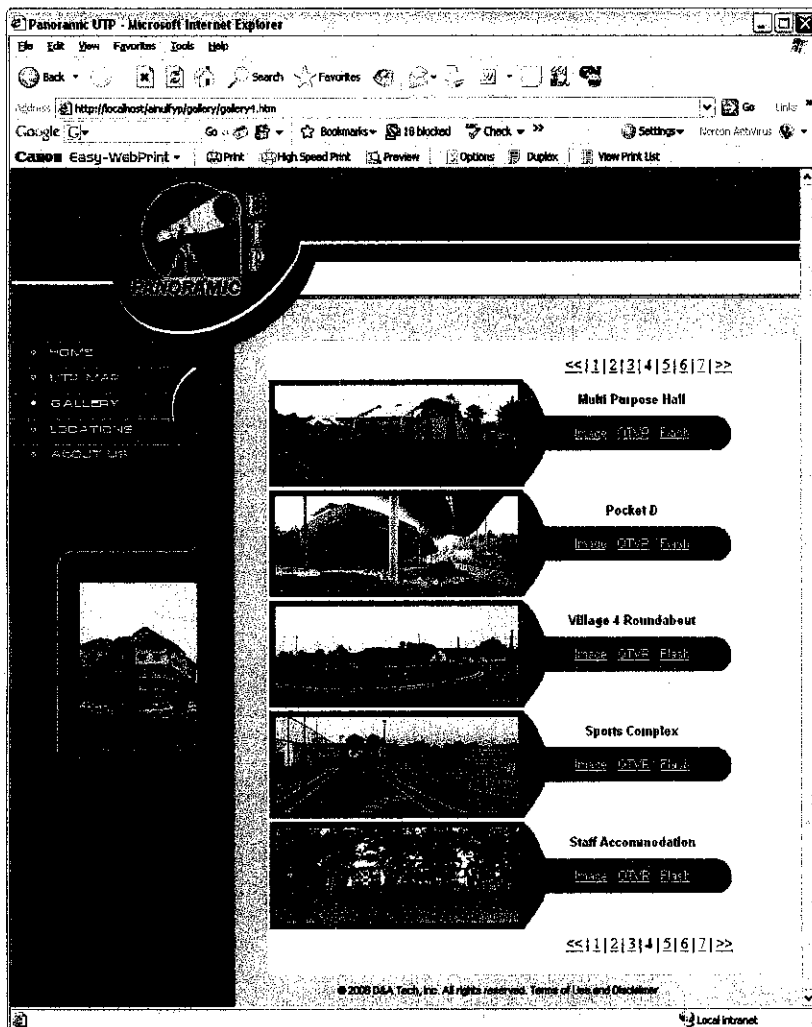 Panoramic UTP - Microsoft Internet Explorer
File Edit View Favorites Tools Help
Back Search Favorites
Address http://localhost/ainulfyp/gallery/gallery4.htm Go Links »
Google G Go Bookmarks 16 blocked Check » Settings Norton AntiVirus
Canon Easy-WebPrint Print High Speed Print Preview Options Duplex View Print List
UTP
PANORAMIC
HOME
UTP MAP
GALLERY
LOCATIONS
ABOUT US
<< | 1 | 2 | 3 | 4 | 5 | 6 | 7 | >>
Multi Purpose Hall
Image QTVR Flash
Pocket D
Image QTVR Flash
Village 4 Roundabout
Image QTVR Flash
Sports Complex
Image QTVR Flash
Staff Accomodation
Image QTVR Flash
<< | 1 | 2 | 3 | 4 | 5 | 6 | 7 | >>
© 2006 D&A Tech, Inc. All rights reserved. Terms of Use and Disclaimer
Local intranet